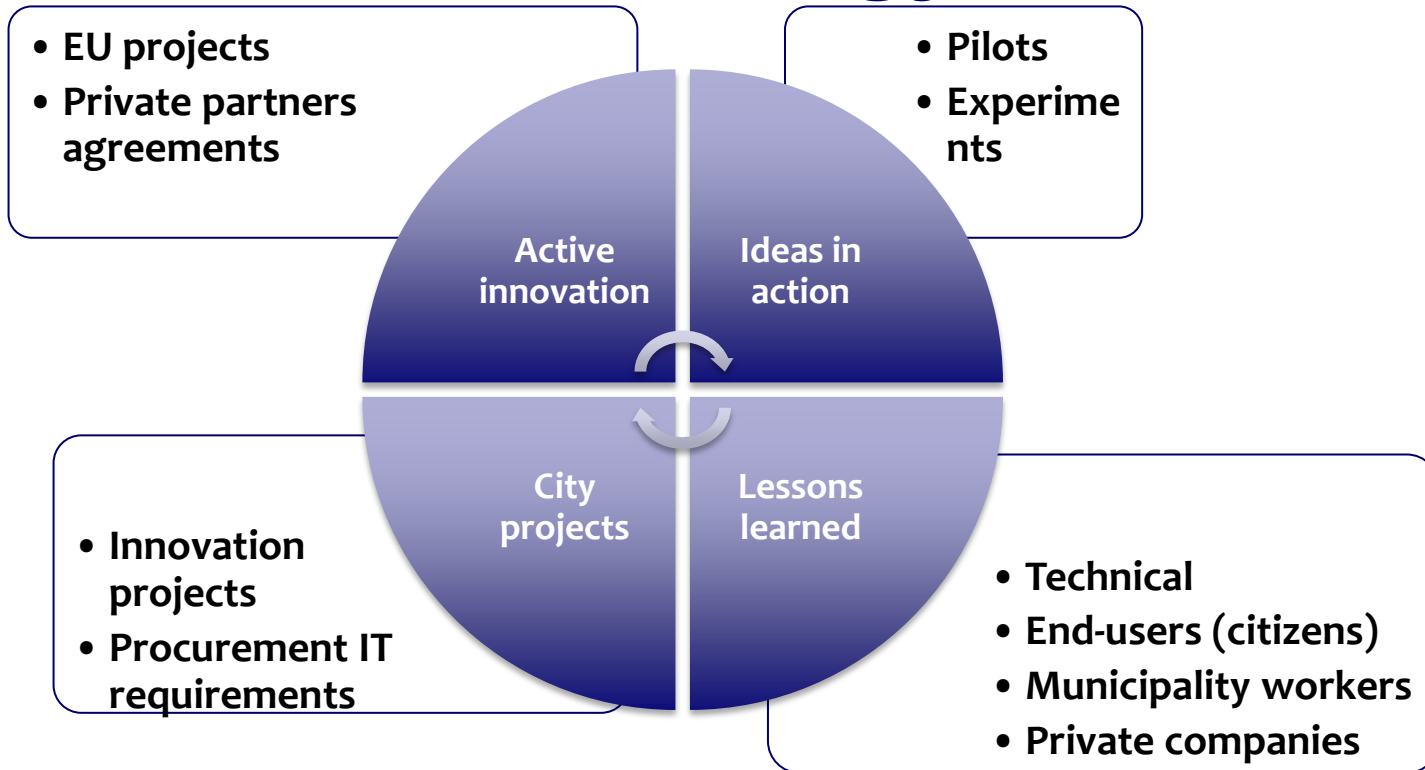 • EU projects
• Private partners
agreements
• Pilots
• Experime
nts
Active
innovation
Ideas in
action
City
projects
Lessons
learned
• Innovation
projects
• Procurement IT
requirements
• Technical
• End-users (citizens)
• Municipality workers
• Private companies